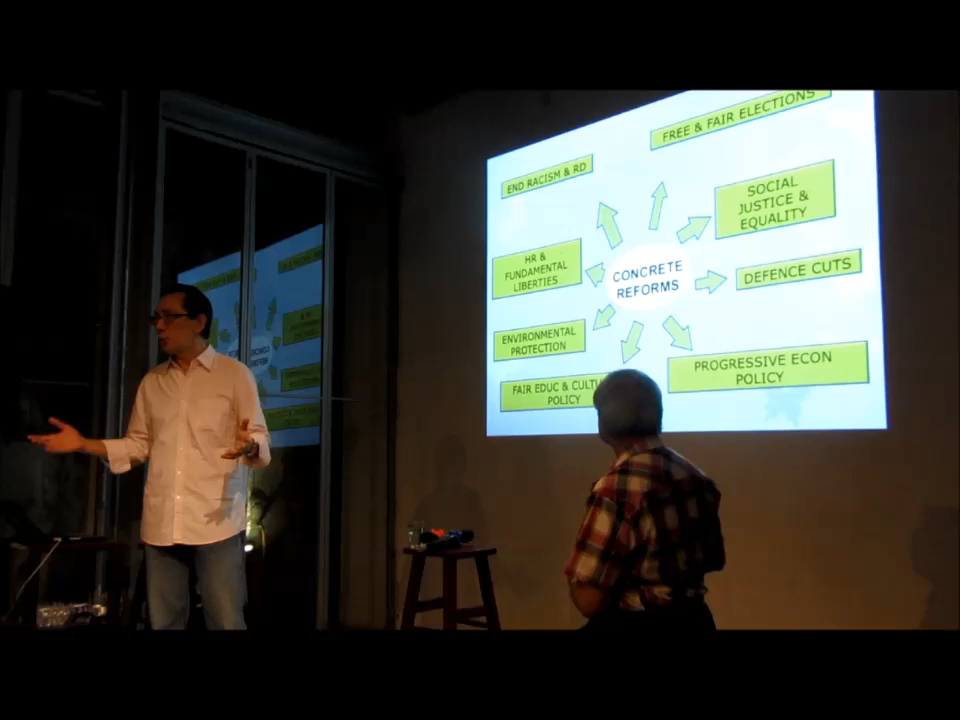 FREE & FAIR ELECTIONS
END RACISM & RD
SOCIAL
JUSTICE &
EQUALITY
HR &
FUNDAMENTAL
LIBERTIES
CONCRETE
REFORMS
DEFENCE CUTS
ENVIRONMENTAL
PROTECTION
PROGRESSIVE ECON
POLICY
FAIR EDUC &
POLICY